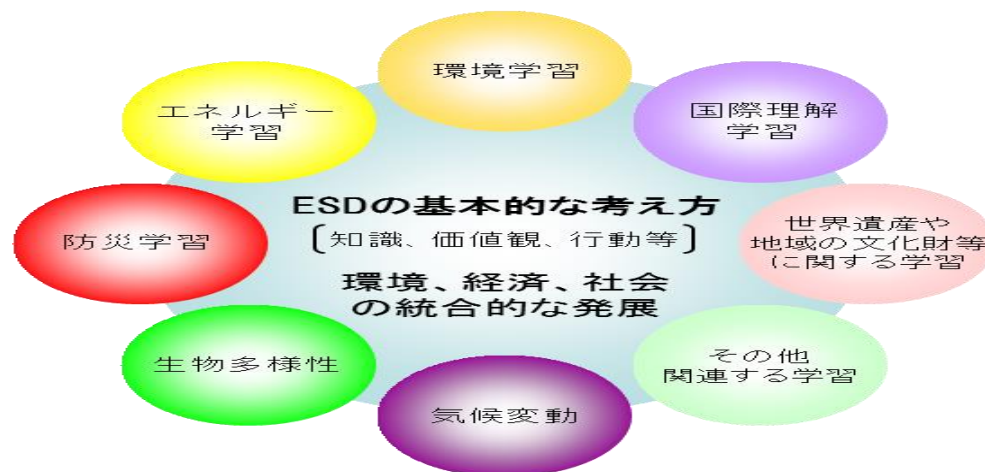 環境学習
エネルギー
学習
国際理解
学習
ESDの基本的な考え方
[知識、価値観、行動等]
環境、経済、社会
の統合的な発展
防災学習
世界遺産や
地域の文化財等
に関する学習
生物多様性
その他
関連する学習
気候変動